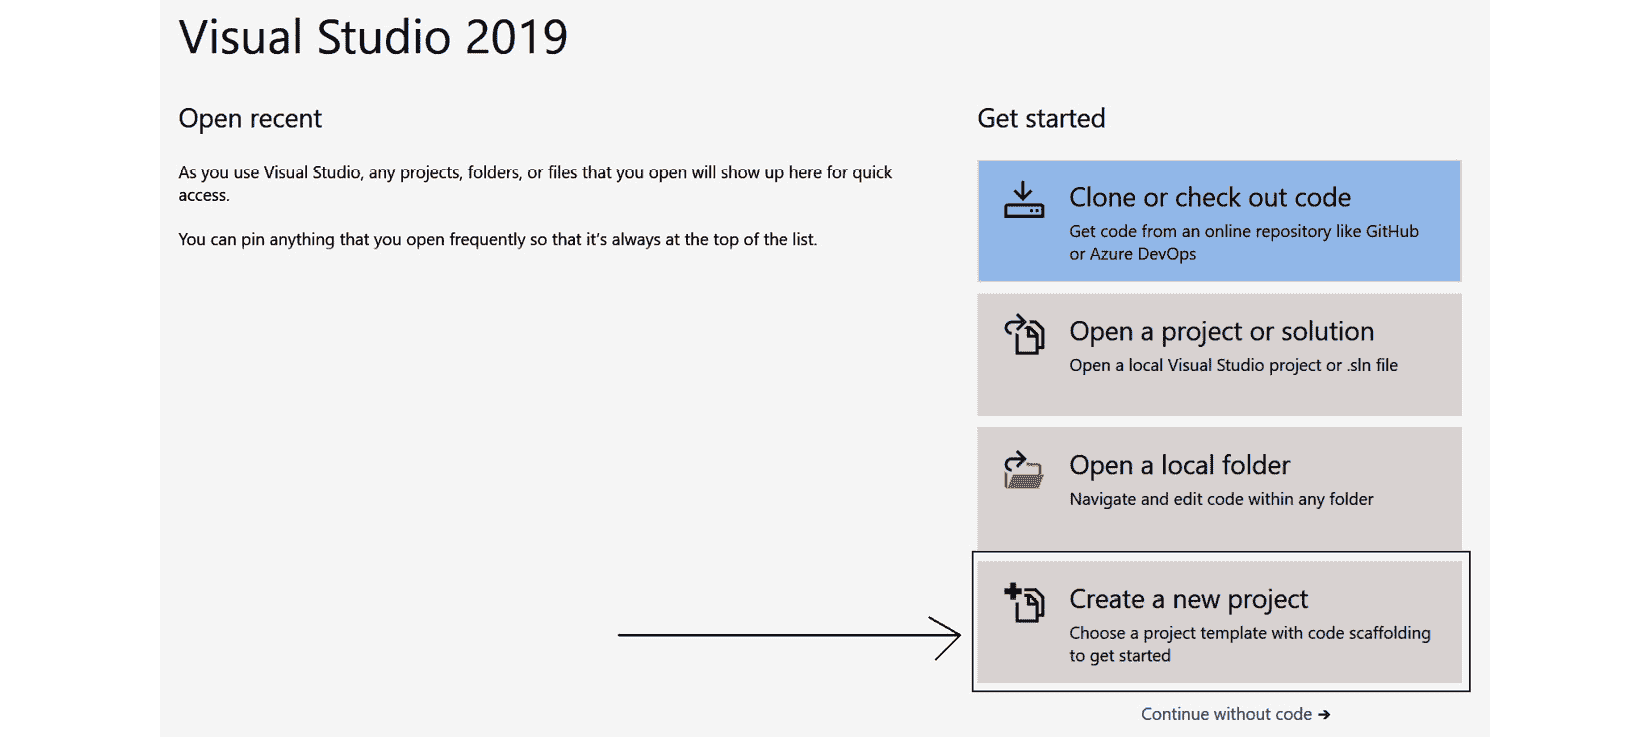 Visual Studio 2019
Open recent
As you use Visual Studio, any projects, folders, or files that you open will show up here for quick
access.
You can pin anything that you open frequently so that it's always at the top of the list.
Get started
Clone or check out code
Get code from an online repository like GitHub
or Azure DevOps
Open a project or solution
Open a local Visual Studio project or .sln file
Open a local folder
Navigate and edit code within any folder
Create a new project
Choose a project template with code scaffolding
to get started
Continue without code →